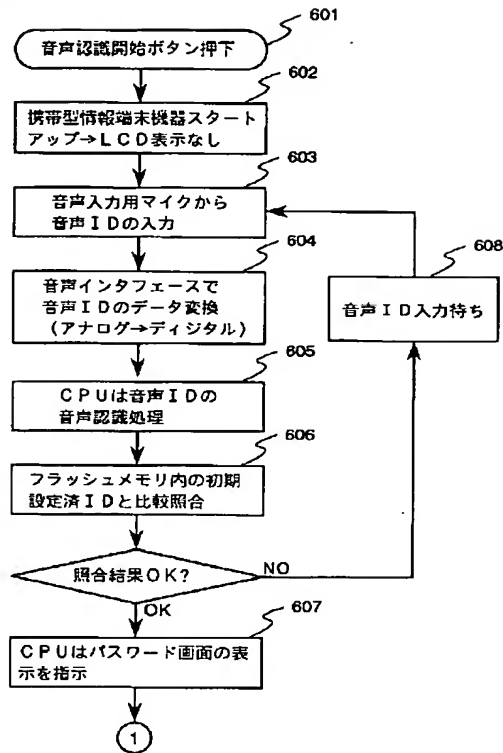 601
音声認識開始ボタン押下
602
携帯型情報端末機器スタート
アップ→LCD表示なし
603
音声入力用マイクから
音声IDの入力
604
608
音声インタフェースで
音声IDのデータ変換
(アナログ→ディジタル)
音声ID入力待ち
605
CPUは音声IDの
音声認識処理
606
フラッシュメモリ内の初期
設定済IDと比較照合
照合結果OK?
NO
OK
607
CPUはパスワード画面の表
示を指示
1